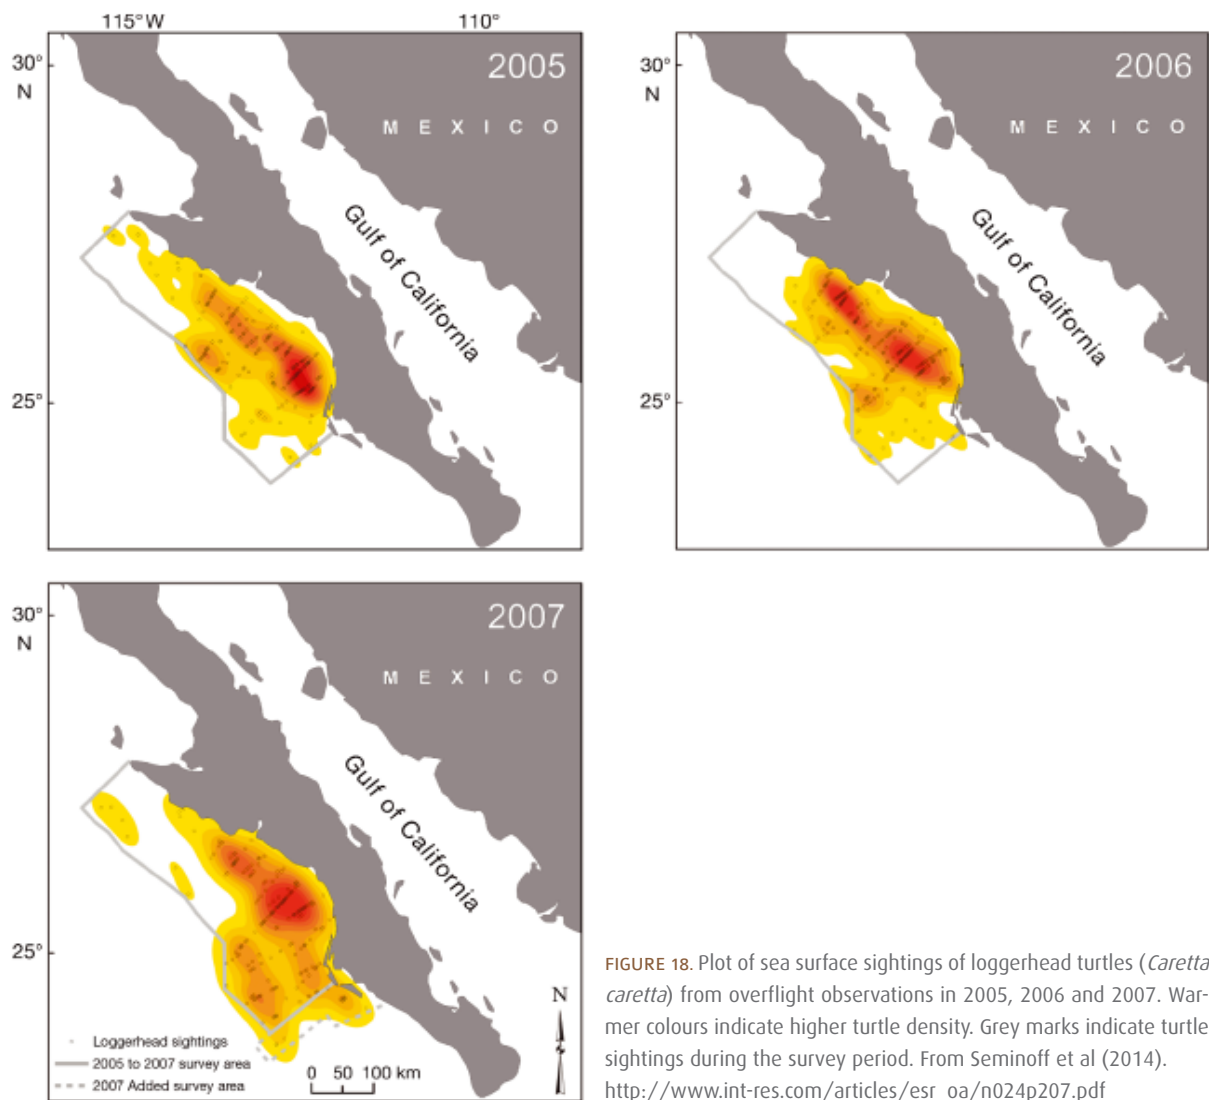 115°W 110°
30°
N
2005
MEXICO
Gulf of California
25°
30°
N
2006
MEXICO
Gulf of California
25°
30°
N
2007
MEXICO
Gulf of California
25°
N
Loggerhead sightings
2005 to 2007 survey area
2007 Added survey area
0 50 100 km
FIGURE 18. Plot of sea surface sightings of loggerhead turtles (Caretta
caretta) from overflight observations in 2005, 2006 and 2007. War-
mer colours indicate higher turtle density. Grey marks indicate turtle
sightings during the survey period. From Seminoff et al (2014).
http://www.int-res.com/articles/esr_oa/n024p207.pdf